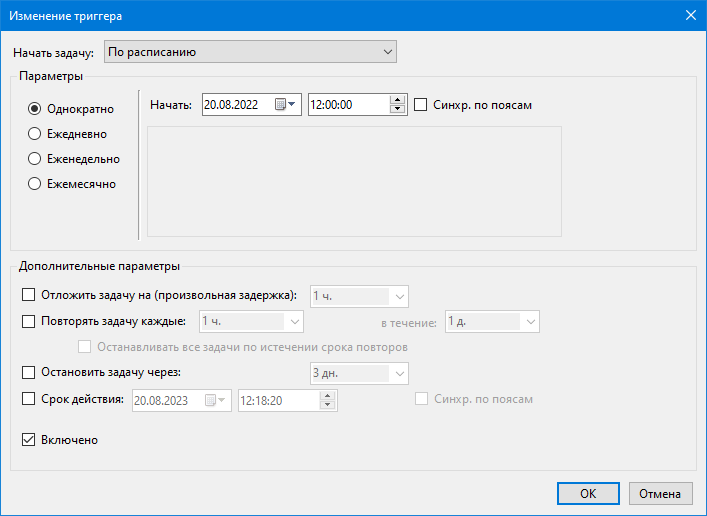 Изменение триггера
Начать задачу: По расписанию
Параметры
Однократно
Начать: 20.08.2022 12:00:00 Синхр. по поясам
Ежедневно
Еженедельно
Ежемесячно
Дополнительные параметры
Отложить задачу на (произвольная задержка): 1 ч.
Повторять задачу каждые: 1 ч. в течение: 1 д.
Останавливать все задачи по истечении срока повторов
Остановить задачу через: 3 дн.
Срок действия: 20.08.2023 12:18:20 Синхр. по поясам
Включено
ОК Отмена